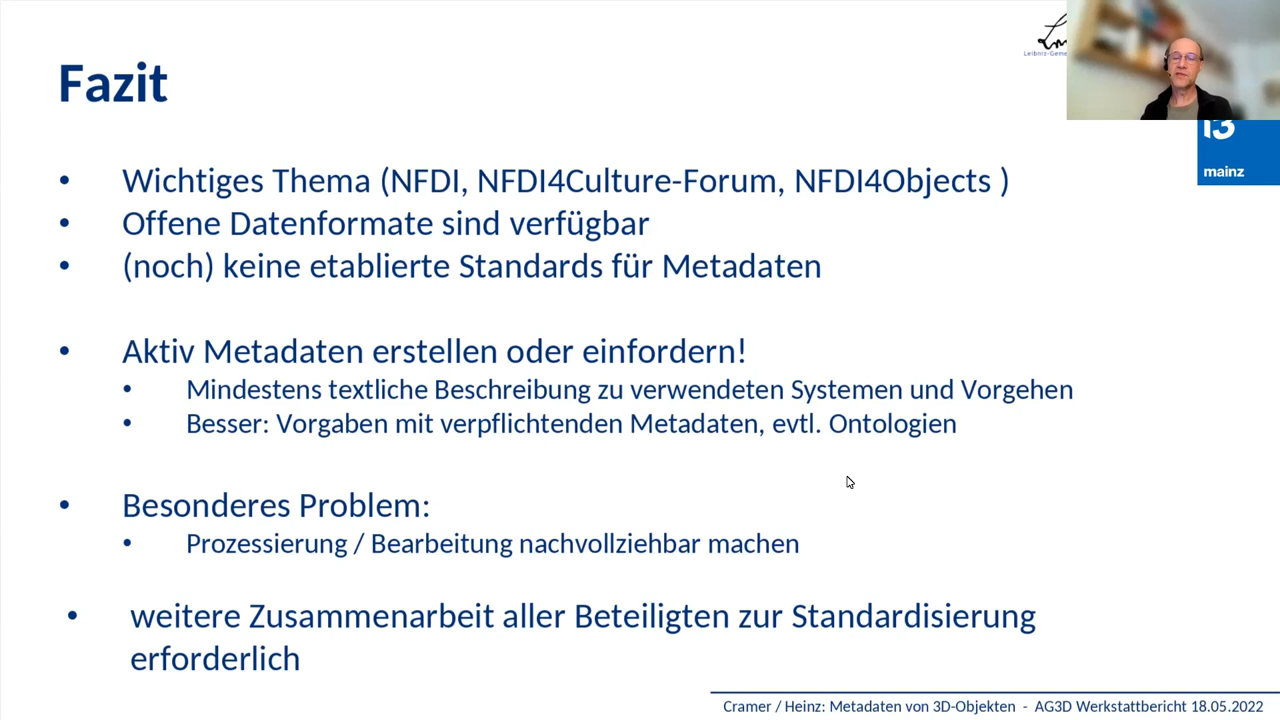 Fazit
• Wichtiges Thema (NFDI, NFDI4Culture-Forum, NFDI4Objects )
• Offene Datenformate sind verfügbar
• (noch) keine etablierte Standards für Metadaten
• Aktiv Metadaten erstellen oder einfordern!
• Mindestens textliche Beschreibung zu verwendeten Systemen und Vorgehen
• Besser: Vorgaben mit verpflichtenden Metadaten, evtl. Ontologien
• Besonderes Problem:
• Prozessierung / Bearbeitung nachvollziehbar machen
• weitere Zusammenarbeit aller Beteiligten zur Standardisierung
erforderlich
Cramer / Heinz: Metadaten von 3D-Objekten - AG3D Werkstattbericht 18.05.2022
mainz